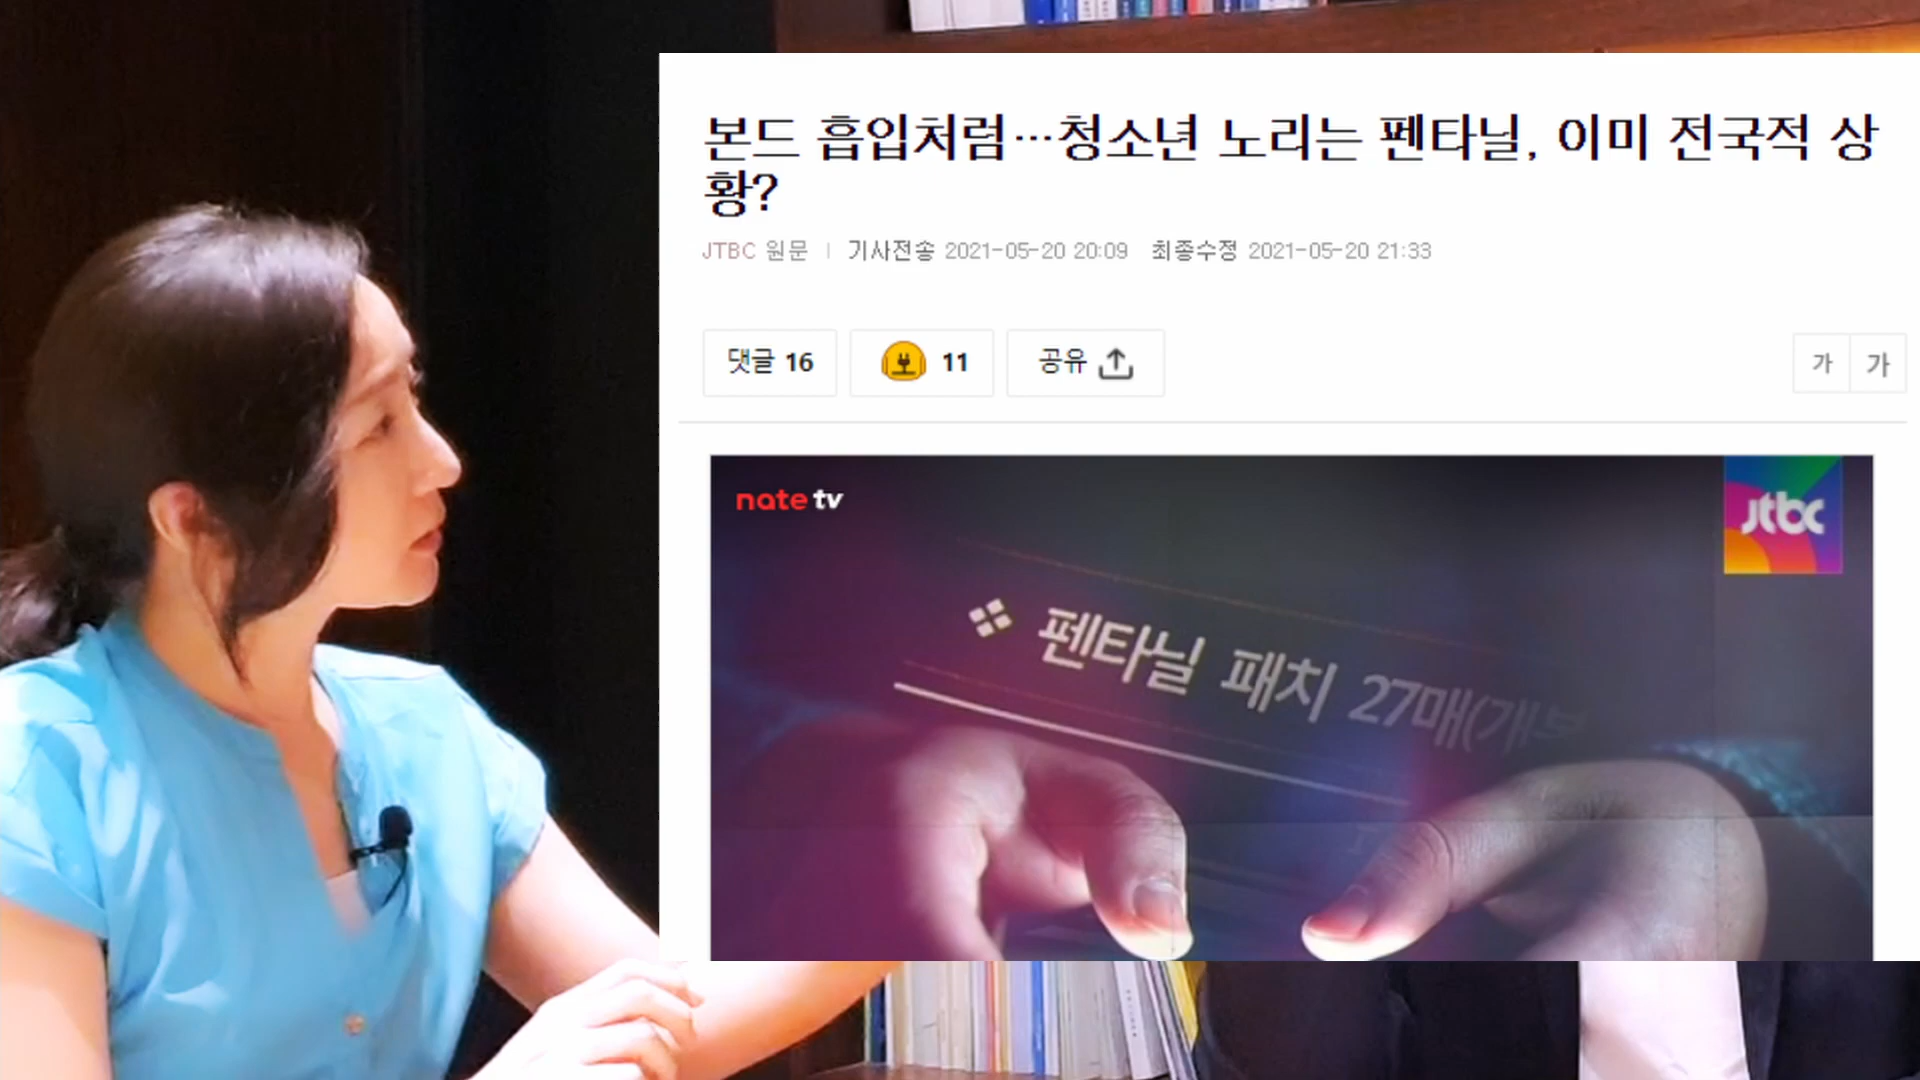 본드 흡입처럼…청소년 노리는 펜타닐, 이미 전국적 상
황?
JTBC 원문 | 기사전송 2021-05-20 20:09 최종수정 2021-05-20 21:33
댓글 16 11 공유 가 가
nate tv jtbc
❖ 펜타닐 패치 27매(개봉